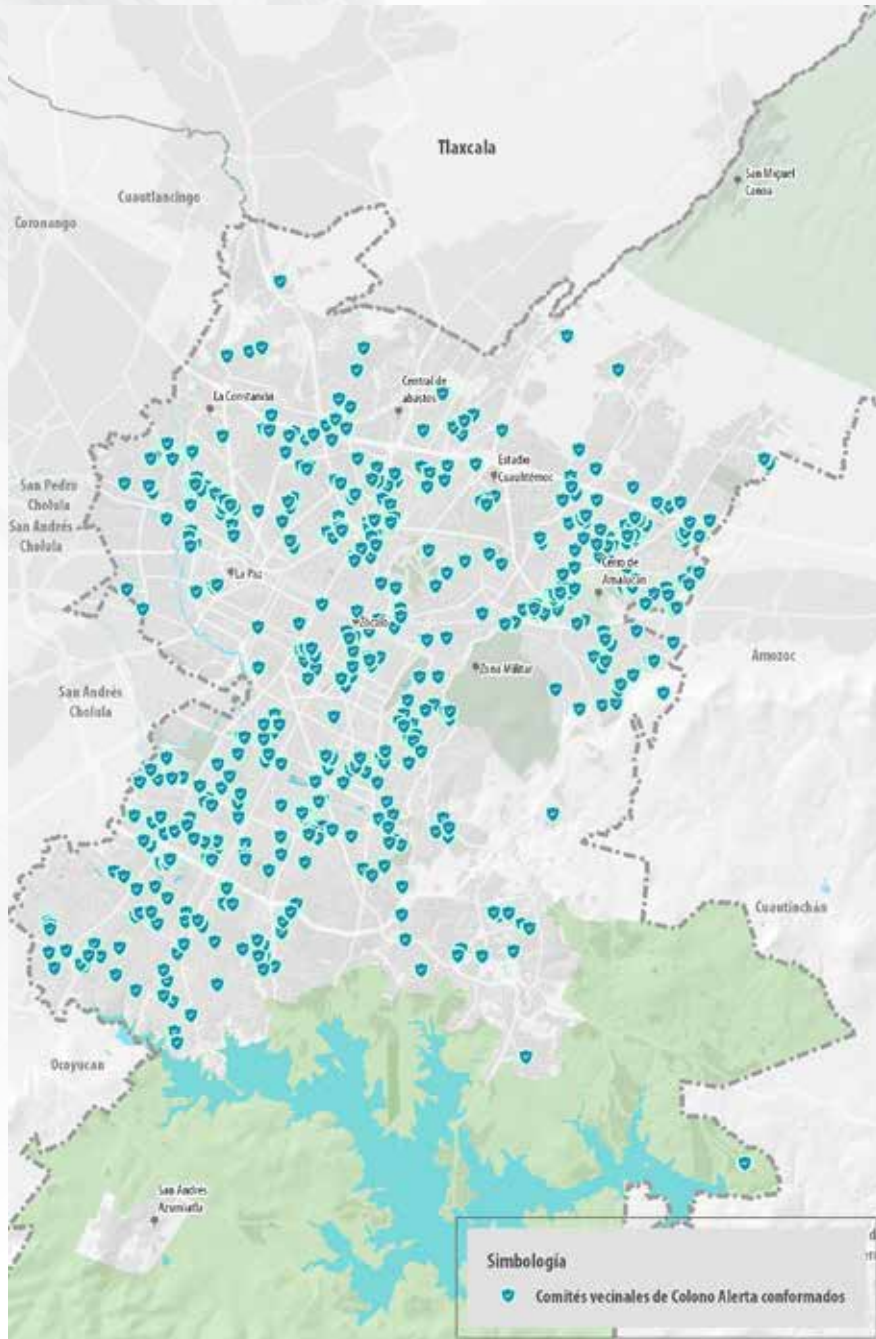 Tlaxcala
San Miguel
Canoa
Cuautlancingo
Coronango
La Constancia
Central de
abastos
Estadio
Cuauhtémoc
San Pedro
Cholula
San Andrés
Cholula
La Paz
Cerro de
Amalucan
Zócalo
Zona Militar
Amozoc
San Andrés
Cholula
Cuautinchán
Ocoyucan
San Andrés
Azumiatla
Simbología
Comités vecinales de Colono Alerta conformados